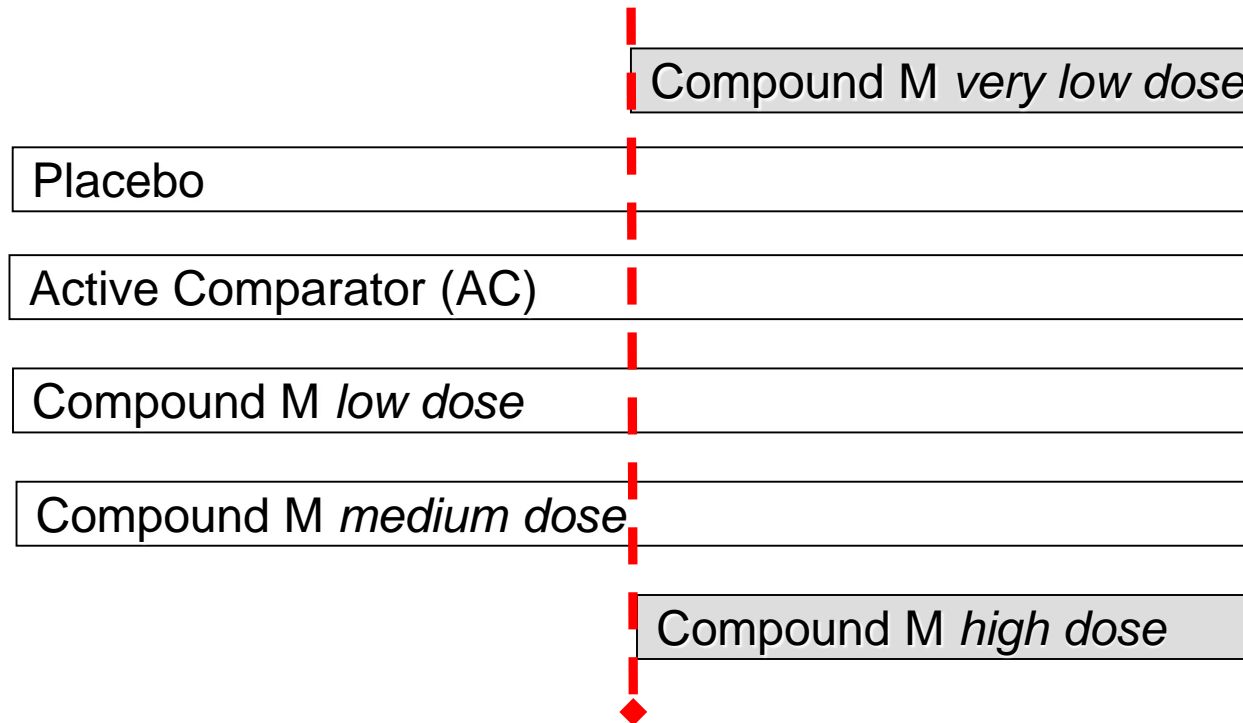 Compound M very low dose
Placebo
Active Comparator (AC)
Compound M low dose
Compound M medium dose
Compound M high dose